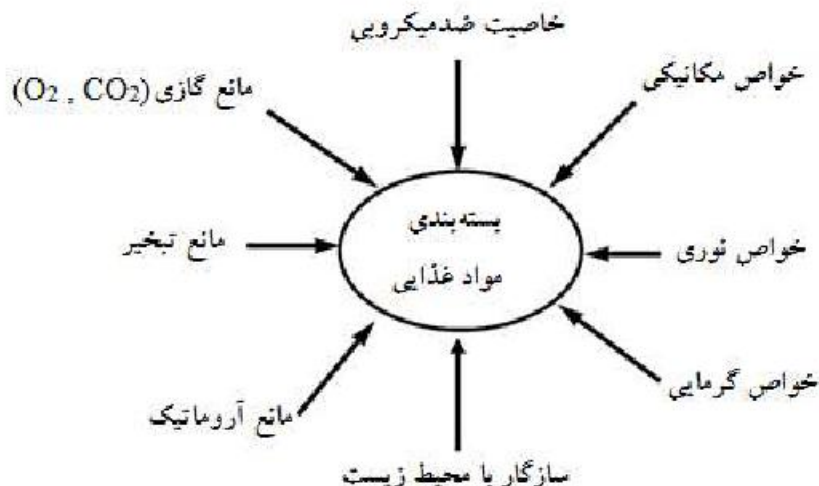 خاصیت ضدمیکروبی
خواص مکانیکی
مانع گازی (O2 , CO2)
بسته‌بندی
مواد غذایی
خواص نوری
مانع تبخیر
خواص گرمایی
مانع آروماتیک
سازگار با محیط زیست